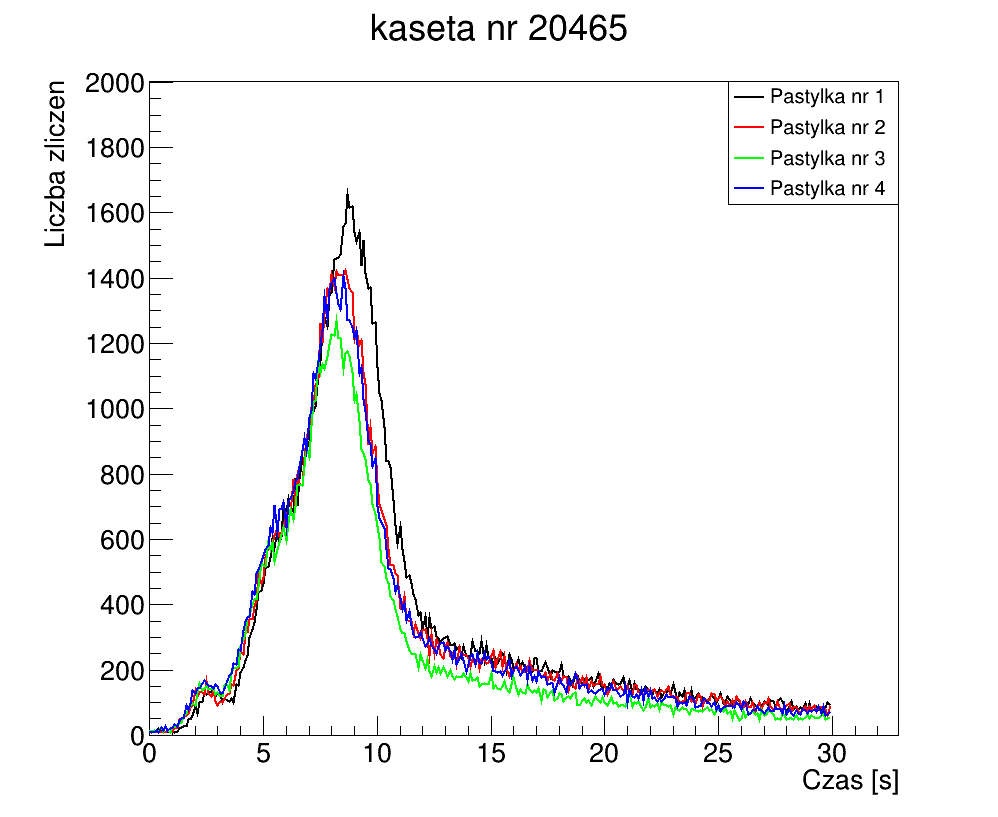 kaseta nr 20465
Liczba zliczen
2000
1800
1600
1400
1200
1000
800
600
400
200
0
Pastylka nr 1
Pastylka nr 2
Pastylka nr 3
Pastylka nr 4
0 5 10 15 20 25 30
Czas [s]